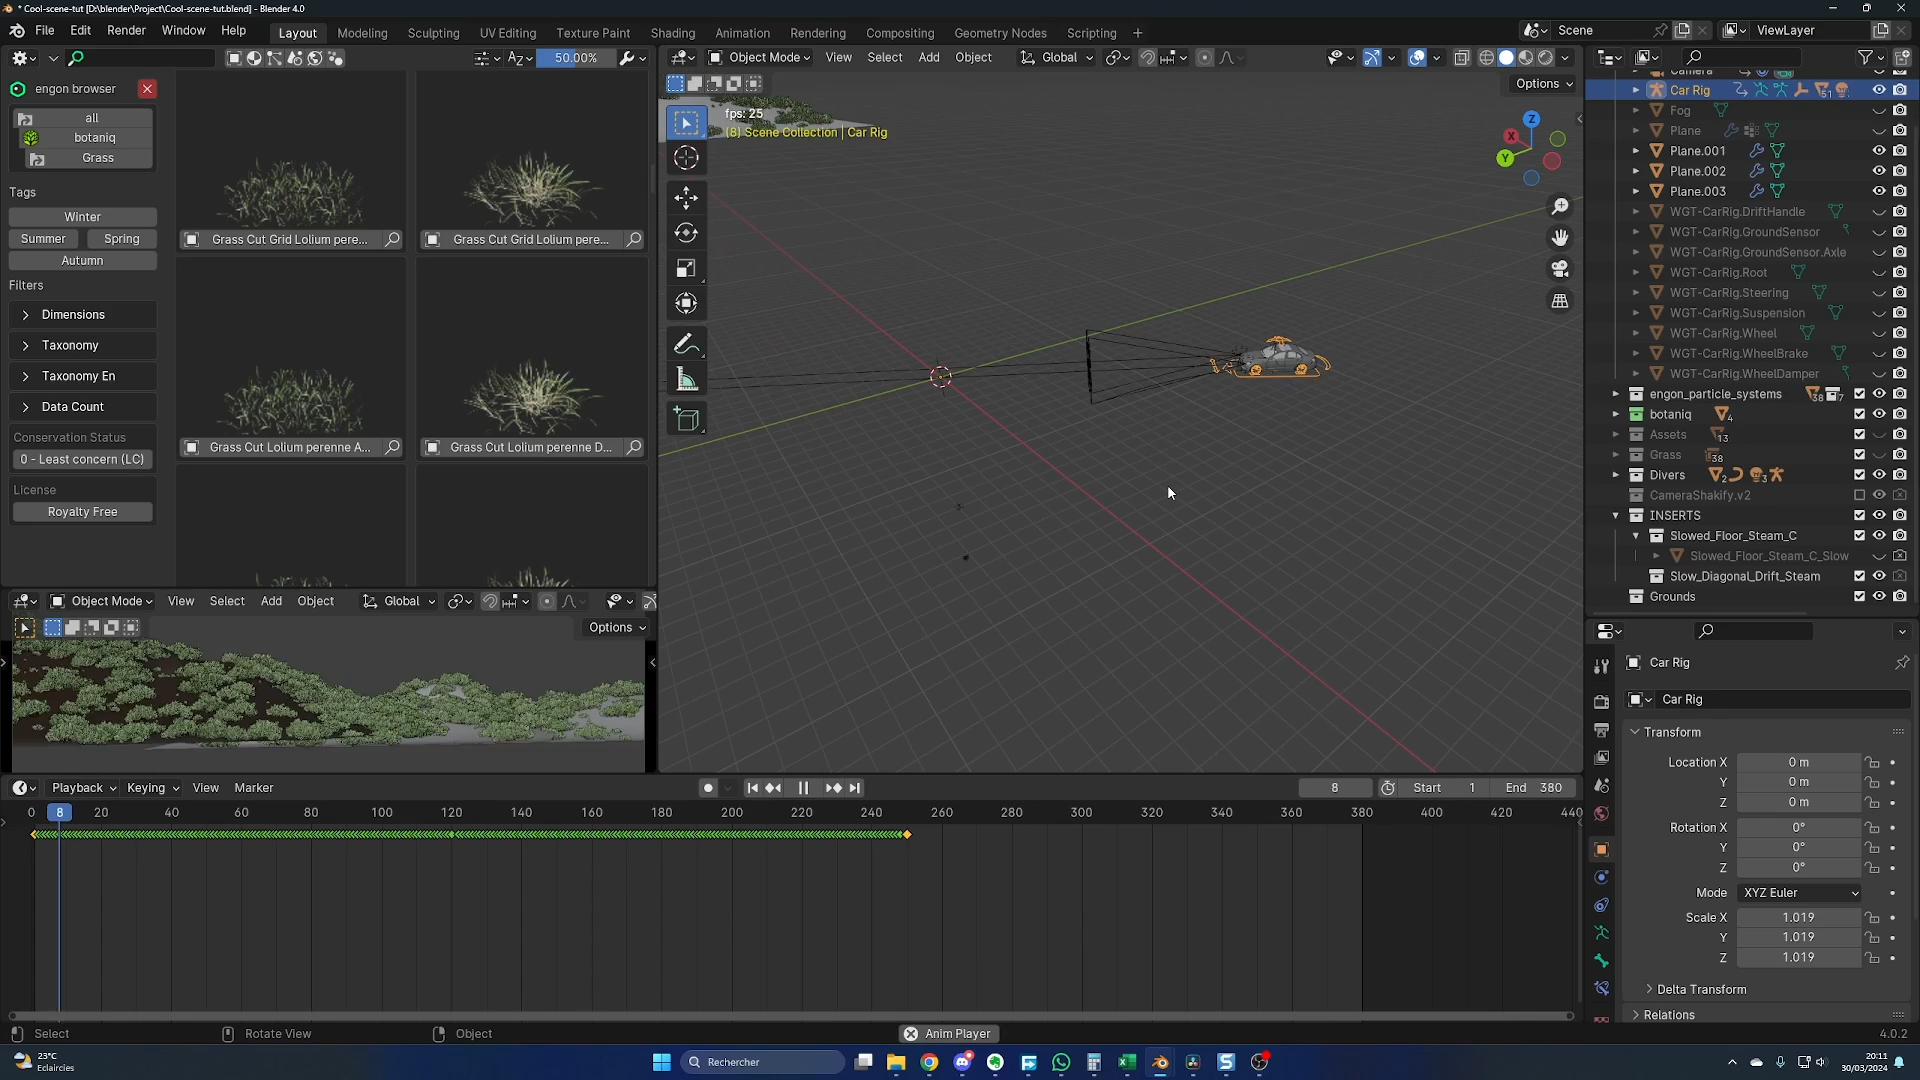 * Cool-scene-tut [D:\blender\Project\Cool-scene-tut.blend] - Blender 4.0
File Edit Render Window Help Layout Modeling Sculpting UV Editing Texture Paint Shading Animation Rendering Compositing Geometry Nodes Scripting + Scene ViewLayer
50.00%
Object Mode View Select Add Object Global
Options
engon browser
all
botaniq
Grass
Tags
Winter
Summer Spring
Autumn
Filters
Dimensions
Taxonomy
Taxonomy En
Data Count
Conservation Status
0 - Least concern (LC)
License
Royalty Free
Grass Cut Grid Lolium pere...
Grass Cut Grid Lolium pere...
Grass Cut Lolium perenne A...
Grass Cut Lolium perenne D...
fps: 25
(8) Scene Collection | Car Rig
Z
X
Y
Camera
Car Rig 51
Fog
Plane
Plane.001
Plane.002
Plane.003
WGT-CarRig.DriftHandle
WGT-CarRig.GroundSensor
WGT-CarRig.GroundSensor.Axle
WGT-CarRig.Root
WGT-CarRig.Steering
WGT-CarRig.Suspension
WGT-CarRig.Wheel
WGT-CarRig.WheelBrake
WGT-CarRig.WheelDamper
engon_particle_systems 38 7
botaniq 4
Assets 13
Grass 38
Divers 2 3
CameraShakify.v2
INSERTS
Slowed_Floor_Steam_C
Slowed_Floor_Steam_C_Slow
Slow_Diagonal_Drift_Steam
Grounds
Object Mode View Select Add Object Global
Options
Car Rig
Car Rig
Transform
Location X 0 m
Y 0 m
Z 0 m
Rotation X 0°
Y 0°
Z 0°
Mode XYZ Euler
Scale X 1.019
Y 1.019
Z 1.019
Delta Transform
Relations
Playback Keying View Marker 8 Start 1 End 380
0 8 20 40 60 80 100 120 140 160 180 200 220 240 260 280 300 320 340 360 380 400 420 440
Select Rotate View Object Anim Player 4.0.2
23°C
Eclaircies
Rechercher
20:11
30/03/2024